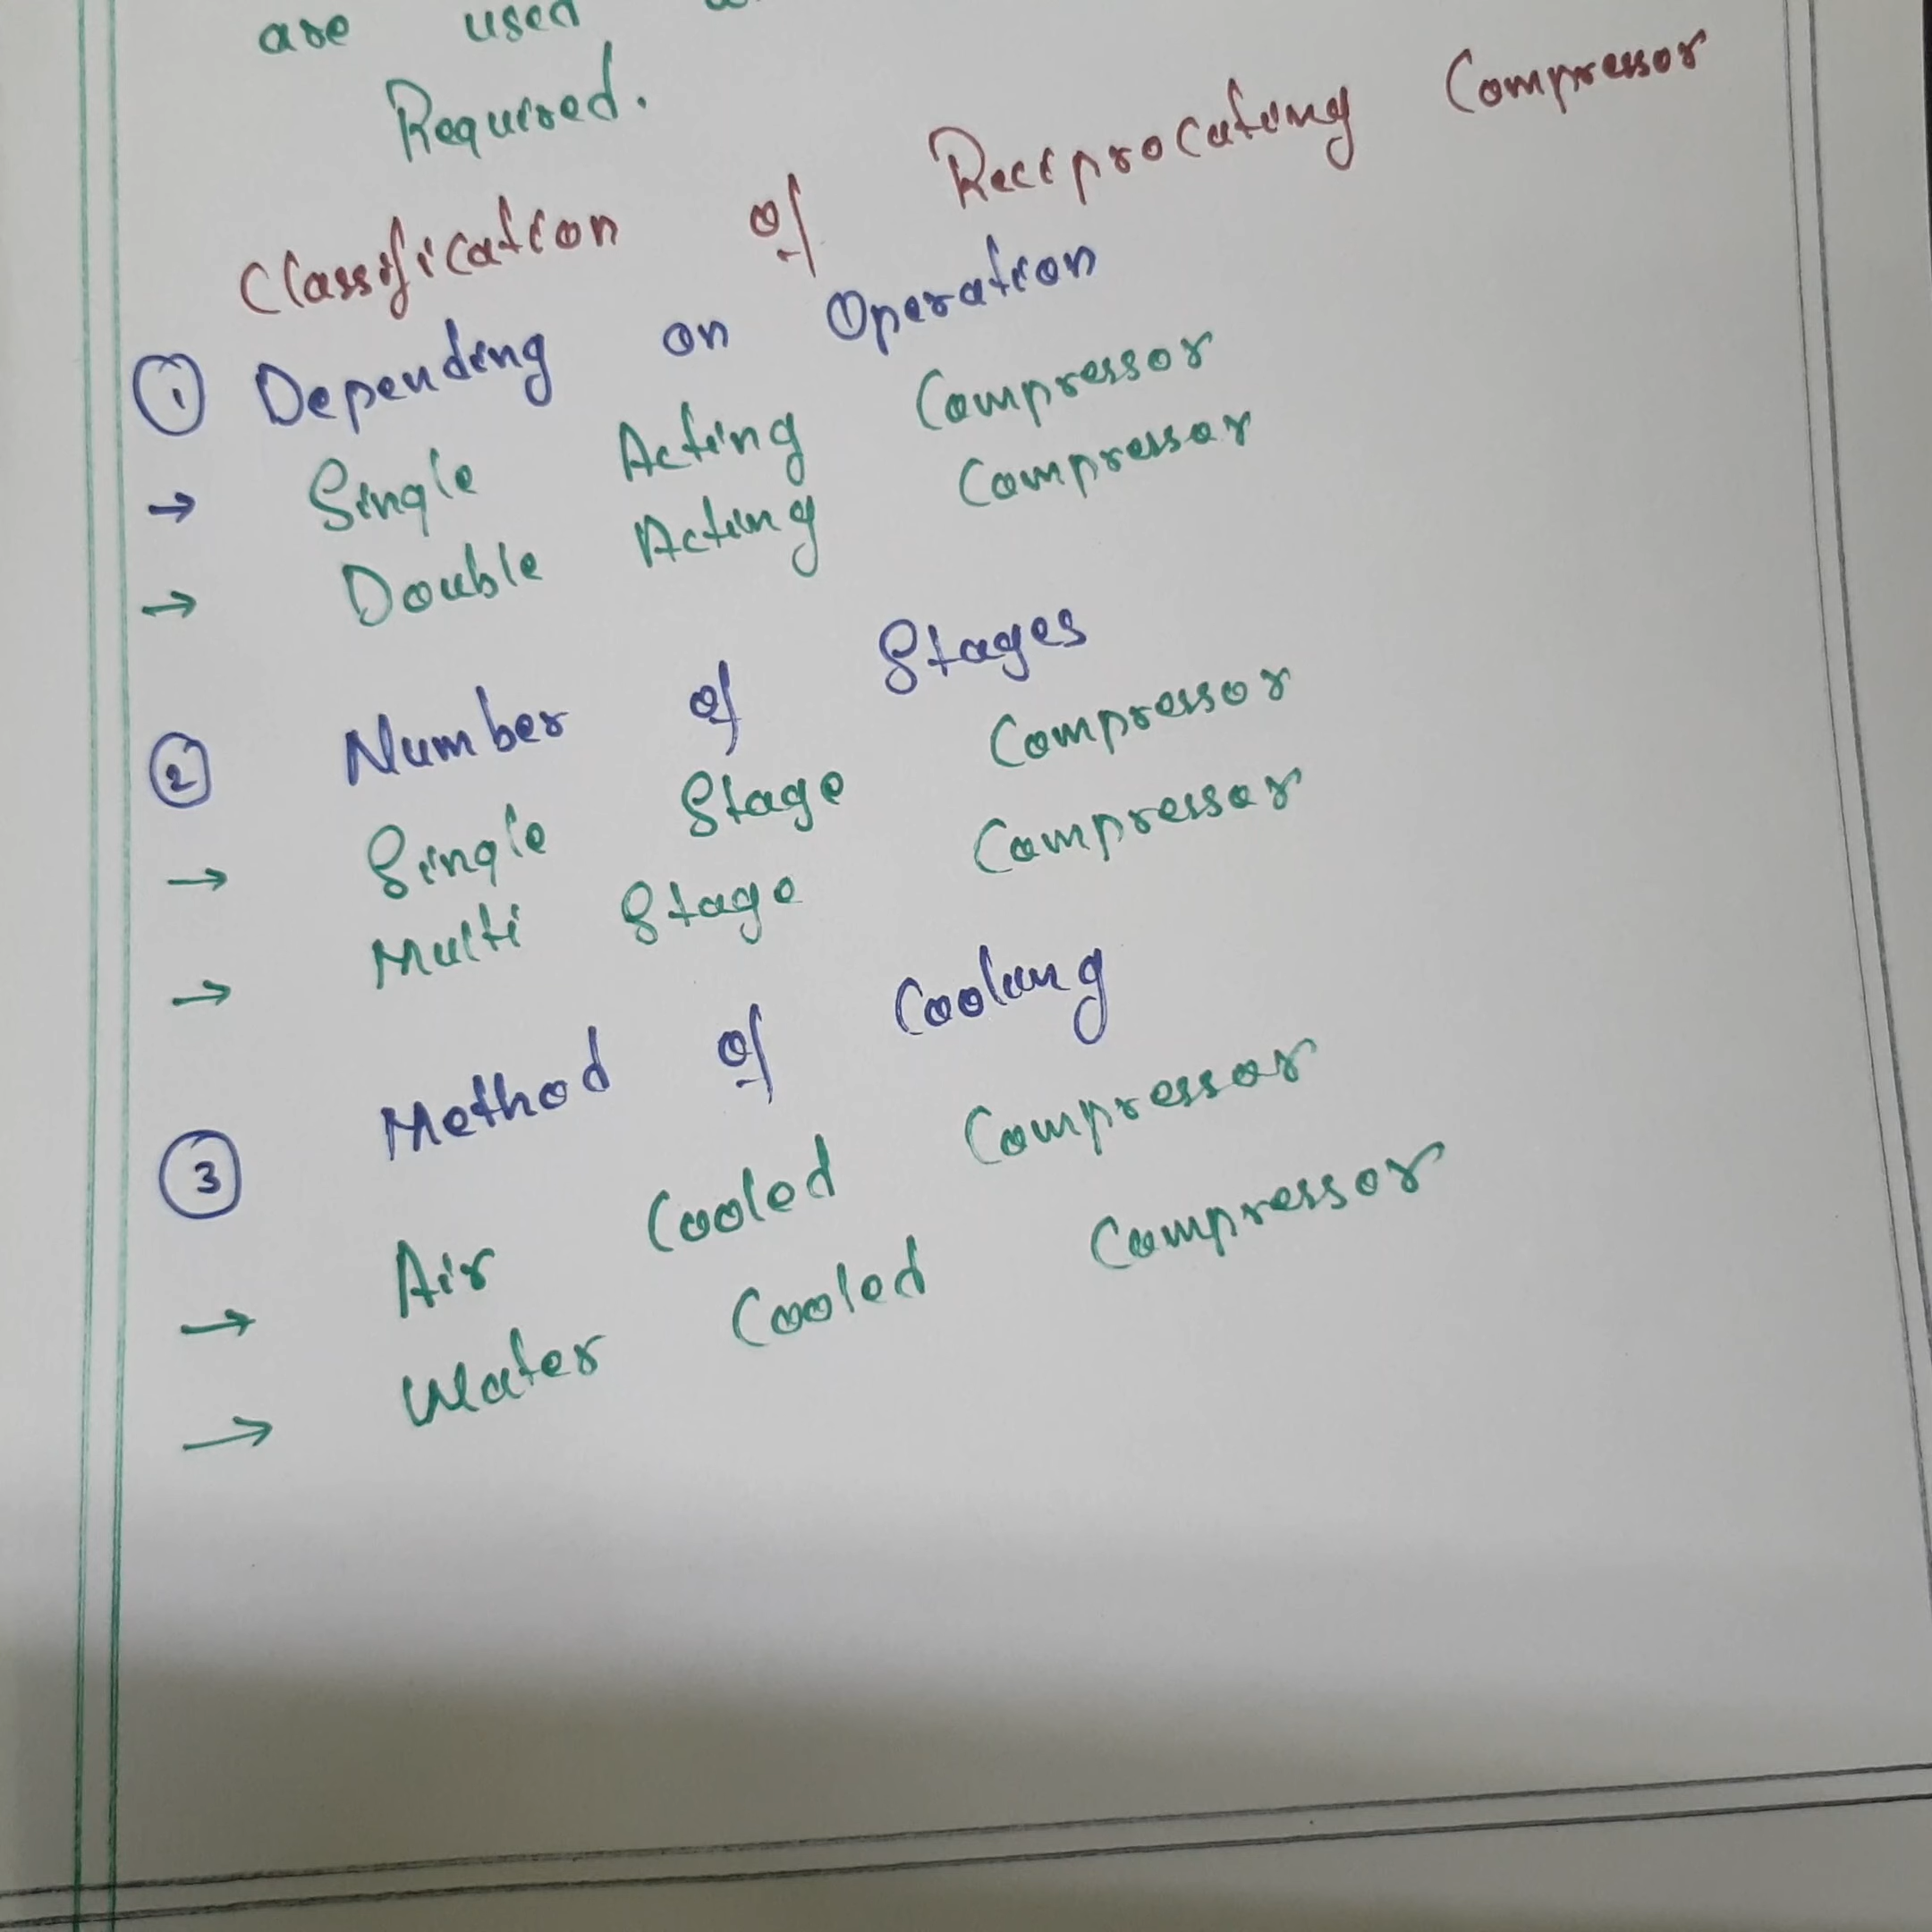 are used
Required.
Classification of Reciprocating Compressor
① Depending on Operation
→ Single Acting Compressor
→ Double Acting Compressor
② Number of Stages
→ Single Stage Compressor
→ Multi Stage Compressor
③ Method of Cooling
→ Air Cooled Compressor
→ Water Cooled Compressor